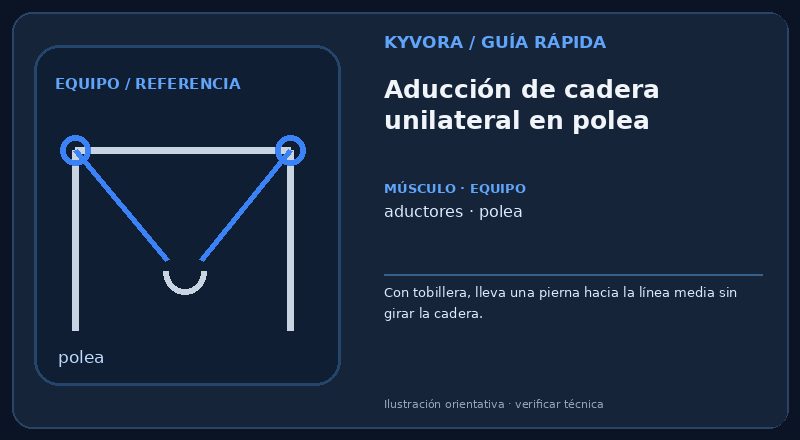 EQUIPO / REFERENCIA
polea
KYVORA / GUÍA RÁPIDA
Aducción de cadera
unilateral en polea
MÚSCULO · EQUIPO
aductores · polea
Con tobillera, lleva una pierna hacia la línea media sin
girar la cadera.
Ilustración orientativa · verificar técnica